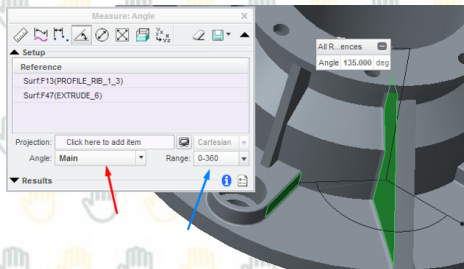 Measure: Angle
Setup
Reference
Surf:F13(PROFILE_RIB_1_3)
Surf:F47(EXTRUDE_6)
Projection: Click here to add item Cartesian
Angle: Main Range: 0-360
Results
All R...ences
Angle 135.000 deg